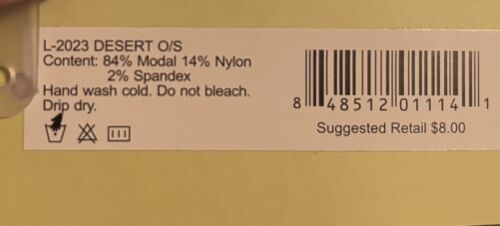 L-2023 DESERT O/S
Content: 84% Modal 14% Nylon
2% Spandex
Hand wash cold. Do not bleach.
Drip dry.
8 48512 01114 1
Suggested Retail $8.00